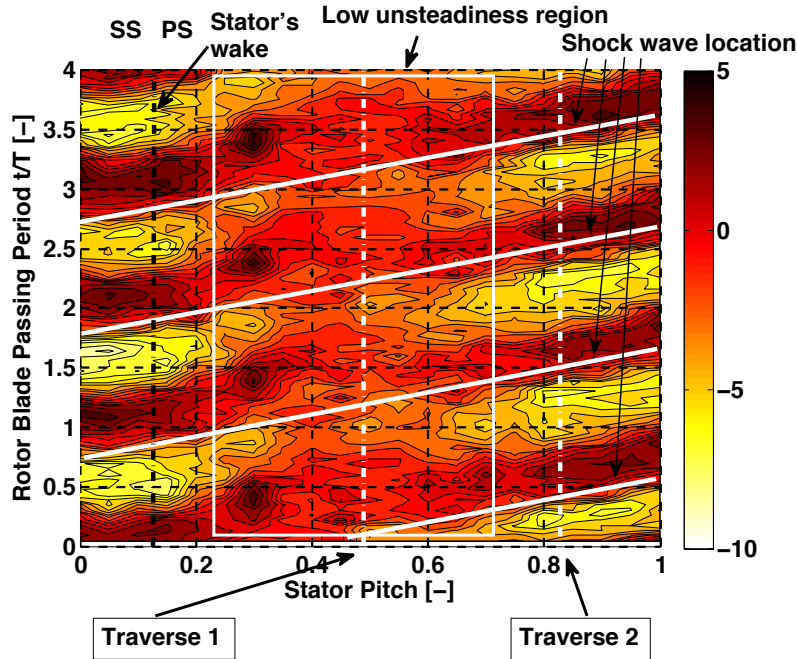 Low unsteadiness region
SS PS
Stator's
wake
Shock wave location
Rotor Blade Passing Period t/T [–]
4
3.5
3
2.5
2
1.5
1
0.5
0
0 0.2 0.4 0.6 0.8 1
Stator Pitch [–]
5
0
−5
−10
Traverse 1
Traverse 2